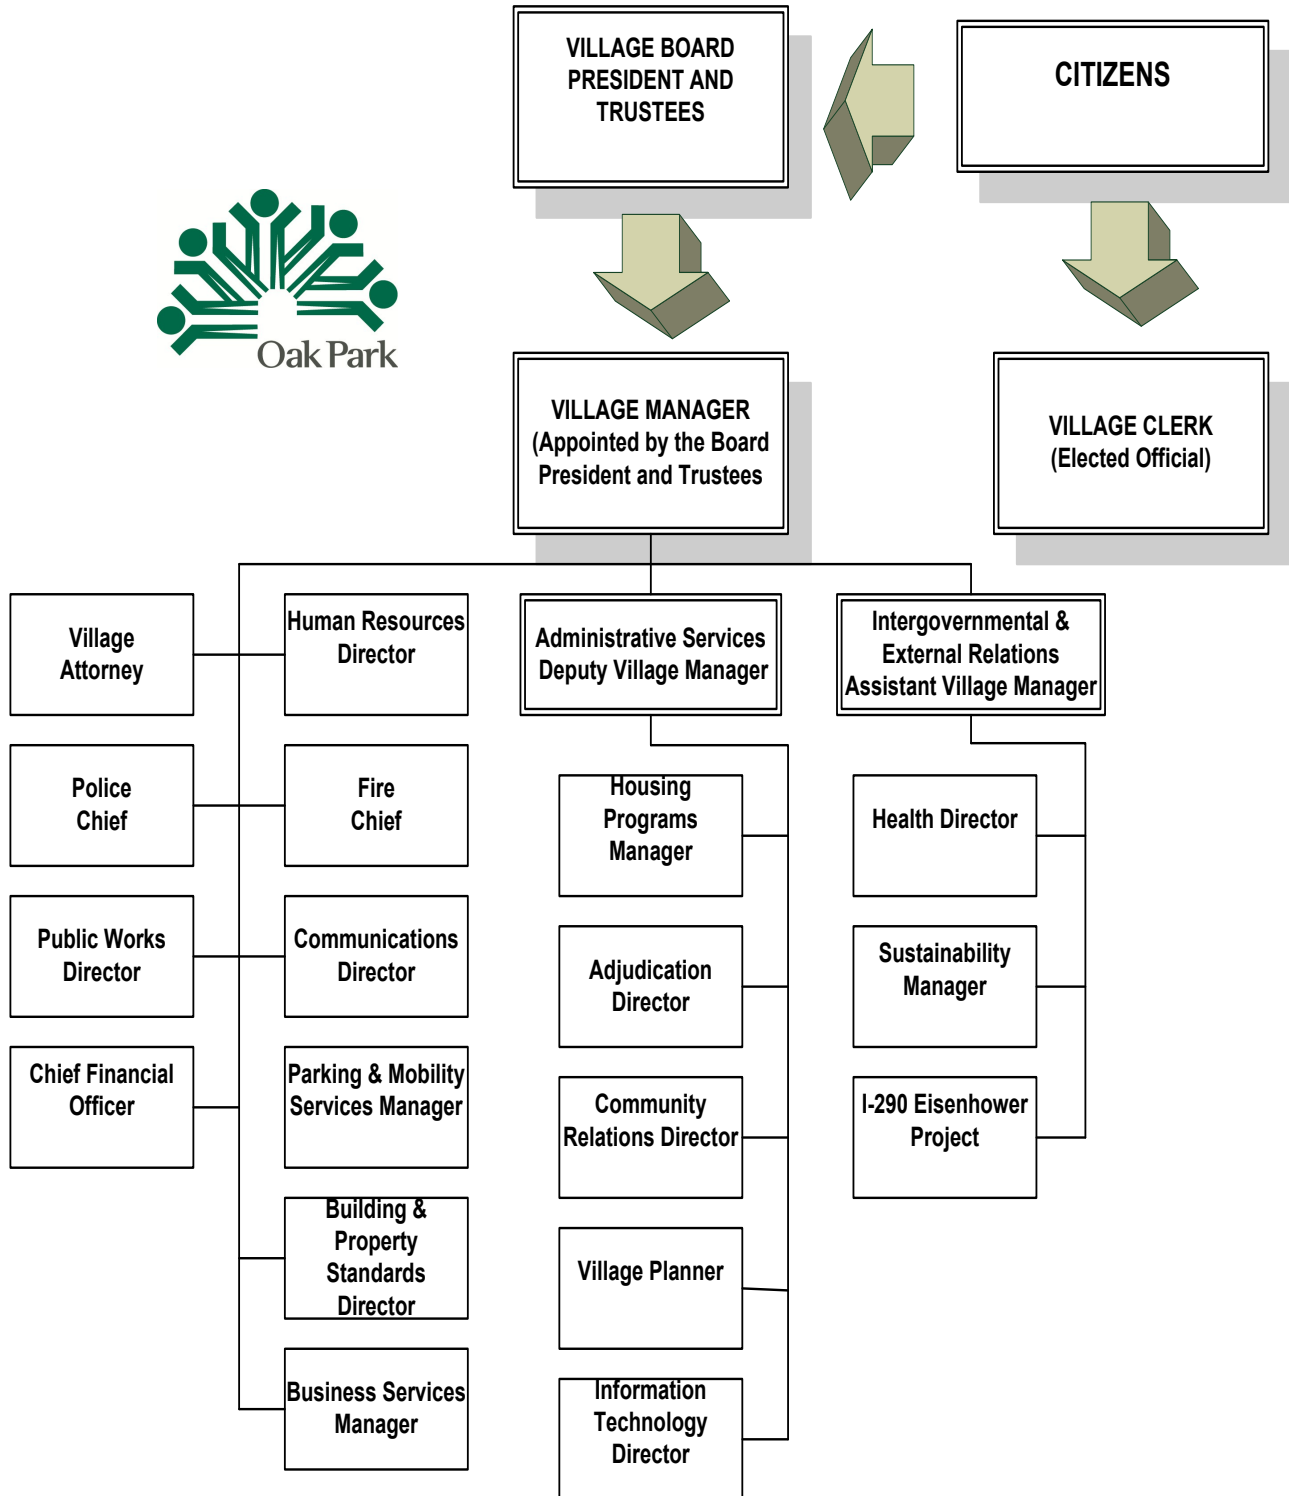 VILLAGE BOARD
PRESIDENT AND
TRUSTEES
CITIZENS
Oak Park
VILLAGE MANAGER
(Appointed by the Board
President and Trustees
VILLAGE CLERK
(Elected Official)
Village
Attorney
Human Resources
Director
Administrative Services
Deputy Village Manager
Intergovernmental &
External Relations
Assistant Village Manager
Police
Chief
Fire
Chief
Housing
Programs
Manager
Health Director
Public Works
Director
Communications
Director
Adjudication
Director
Sustainability
Manager
Chief Financial
Officer
Parking & Mobility
Services Manager
Community
Relations Director
I-290 Eisenhower
Project
Building &
Property
Standards
Director
Village Planner
Business Services
Manager
Information
Technology
Director